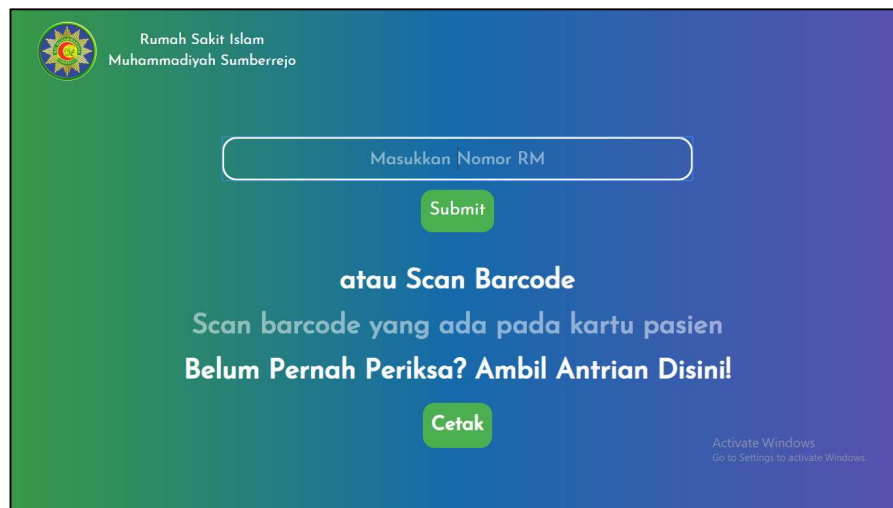 Rumah Sakit Islam
Muhammadiyah Sumberrejo
Masukkan Nomor RM
Submit
atau Scan Barcode
Scan barcode yang ada pada kartu pasien
Belum Pernah Periksa? Ambil Antrian Disini!
Cetak
Activate Windows
Go to Settings to activate Windows.